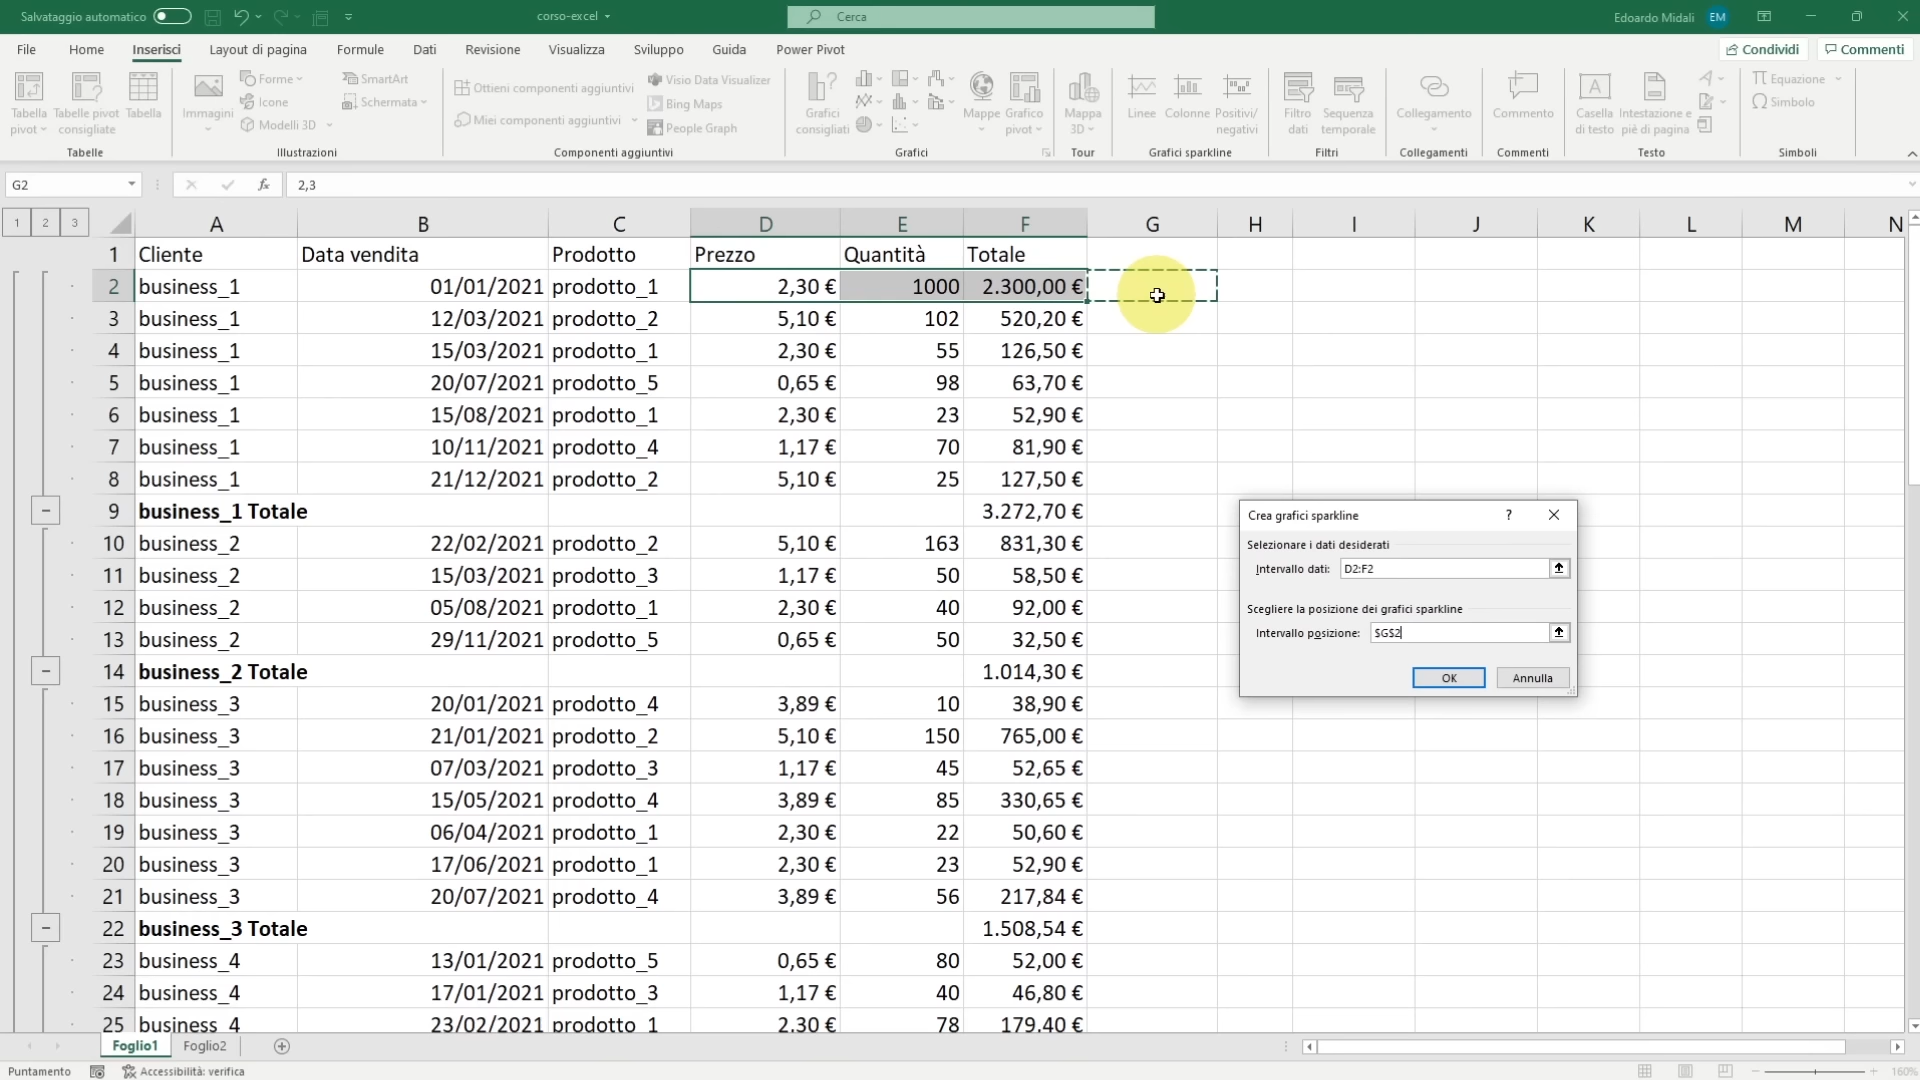 Salvataggio automatico
corso-excel
Cerca
Edoardo Midali
EM
File Home Inserisci Layout di pagina Formule Dati Revisione Visualizza Sviluppo Guida Power Pivot
Condividi Commenti
Tabella pivot
Tabelle pivot consigliate
Tabella
Tabelle
Immagini
Forme
Icone
Modelli 3D
SmartArt
Schermata
Illustrazioni
Ottieni componenti aggiuntivi
Miei componenti aggiuntivi
Visio Data Visualizer
Bing Maps
People Graph
Componenti aggiuntivi
Grafici consigliati
Mappe
Grafico pivot
Grafici
Mappa 3D
Tour
Linee
Colonne
Positivi/ negativi
Grafici sparkline
Filtro dati
Sequenza temporale
Filtri
Collegamento
Collegamenti
Commento
Commenti
Casella di testo
Intestazione e piè di pagina
Testo
Equazione
Simbolo
Simboli
G2
fx
2,3
1 2 3
A B C D E F G H I J K L M N
1 Cliente Data vendita Prodotto Prezzo Quantità Totale
2 business_1 01/01/2021 prodotto_1 2,30 € 1000 2.300,00 €
3 business_1 12/03/2021 prodotto_2 5,10 € 102 520,20 €
4 business_1 15/03/2021 prodotto_1 2,30 € 55 126,50 €
5 business_1 20/07/2021 prodotto_5 0,65 € 98 63,70 €
6 business_1 15/08/2021 prodotto_1 2,30 € 23 52,90 €
7 business_1 10/11/2021 prodotto_4 1,17 € 70 81,90 €
8 business_1 21/12/2021 prodotto_2 5,10 € 25 127,50 €
9 business_1 Totale 3.272,70 €
10 business_2 22/02/2021 prodotto_2 5,10 € 163 831,30 €
11 business_2 15/03/2021 prodotto_3 1,17 € 50 58,50 €
12 business_2 05/08/2021 prodotto_1 2,30 € 40 92,00 €
13 business_2 29/11/2021 prodotto_5 0,65 € 50 32,50 €
14 business_2 Totale 1.014,30 €
15 business_3 20/01/2021 prodotto_4 3,89 € 10 38,90 €
16 business_3 21/01/2021 prodotto_2 5,10 € 150 765,00 €
17 business_3 07/03/2021 prodotto_3 1,17 € 45 52,65 €
18 business_3 15/05/2021 prodotto_4 3,89 € 85 330,65 €
19 business_3 06/04/2021 prodotto_1 2,30 € 22 50,60 €
20 business_3 17/06/2021 prodotto_1 2,30 € 23 52,90 €
21 business_3 20/07/2021 prodotto_4 3,89 € 56 217,84 €
22 business_3 Totale 1.508,54 €
23 business_4 13/01/2021 prodotto_5 0,65 € 80 52,00 €
24 business_4 17/01/2021 prodotto_3 1,17 € 40 46,80 €
25 business_4 23/02/2021 prodotto_1 2,30 € 78 179,40 €
Crea grafici sparkline
?
Selezionare i dati desiderati
Intervallo dati: D2:F2
Scegliere la posizione dei grafici sparkline
Intervallo posizione: $G$2
OK Annulla
Foglio1 Foglio2
Puntamento
Accessibilità: verifica
160%